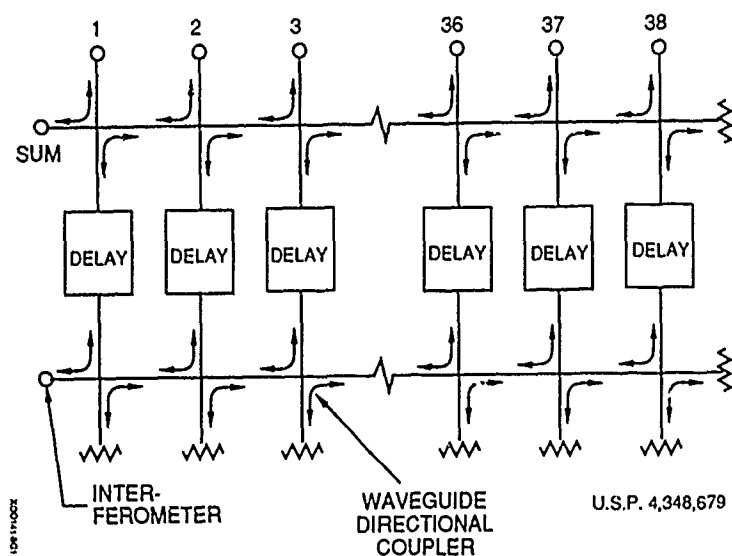 1 2 3 36 37 38
SUM
DELAY DELAY DELAY DELAY DELAY DELAY
INTER-
FEROMETER
WAVEGUIDE
DIRECTIONAL
COUPLER
U.S.P. 4,348,679